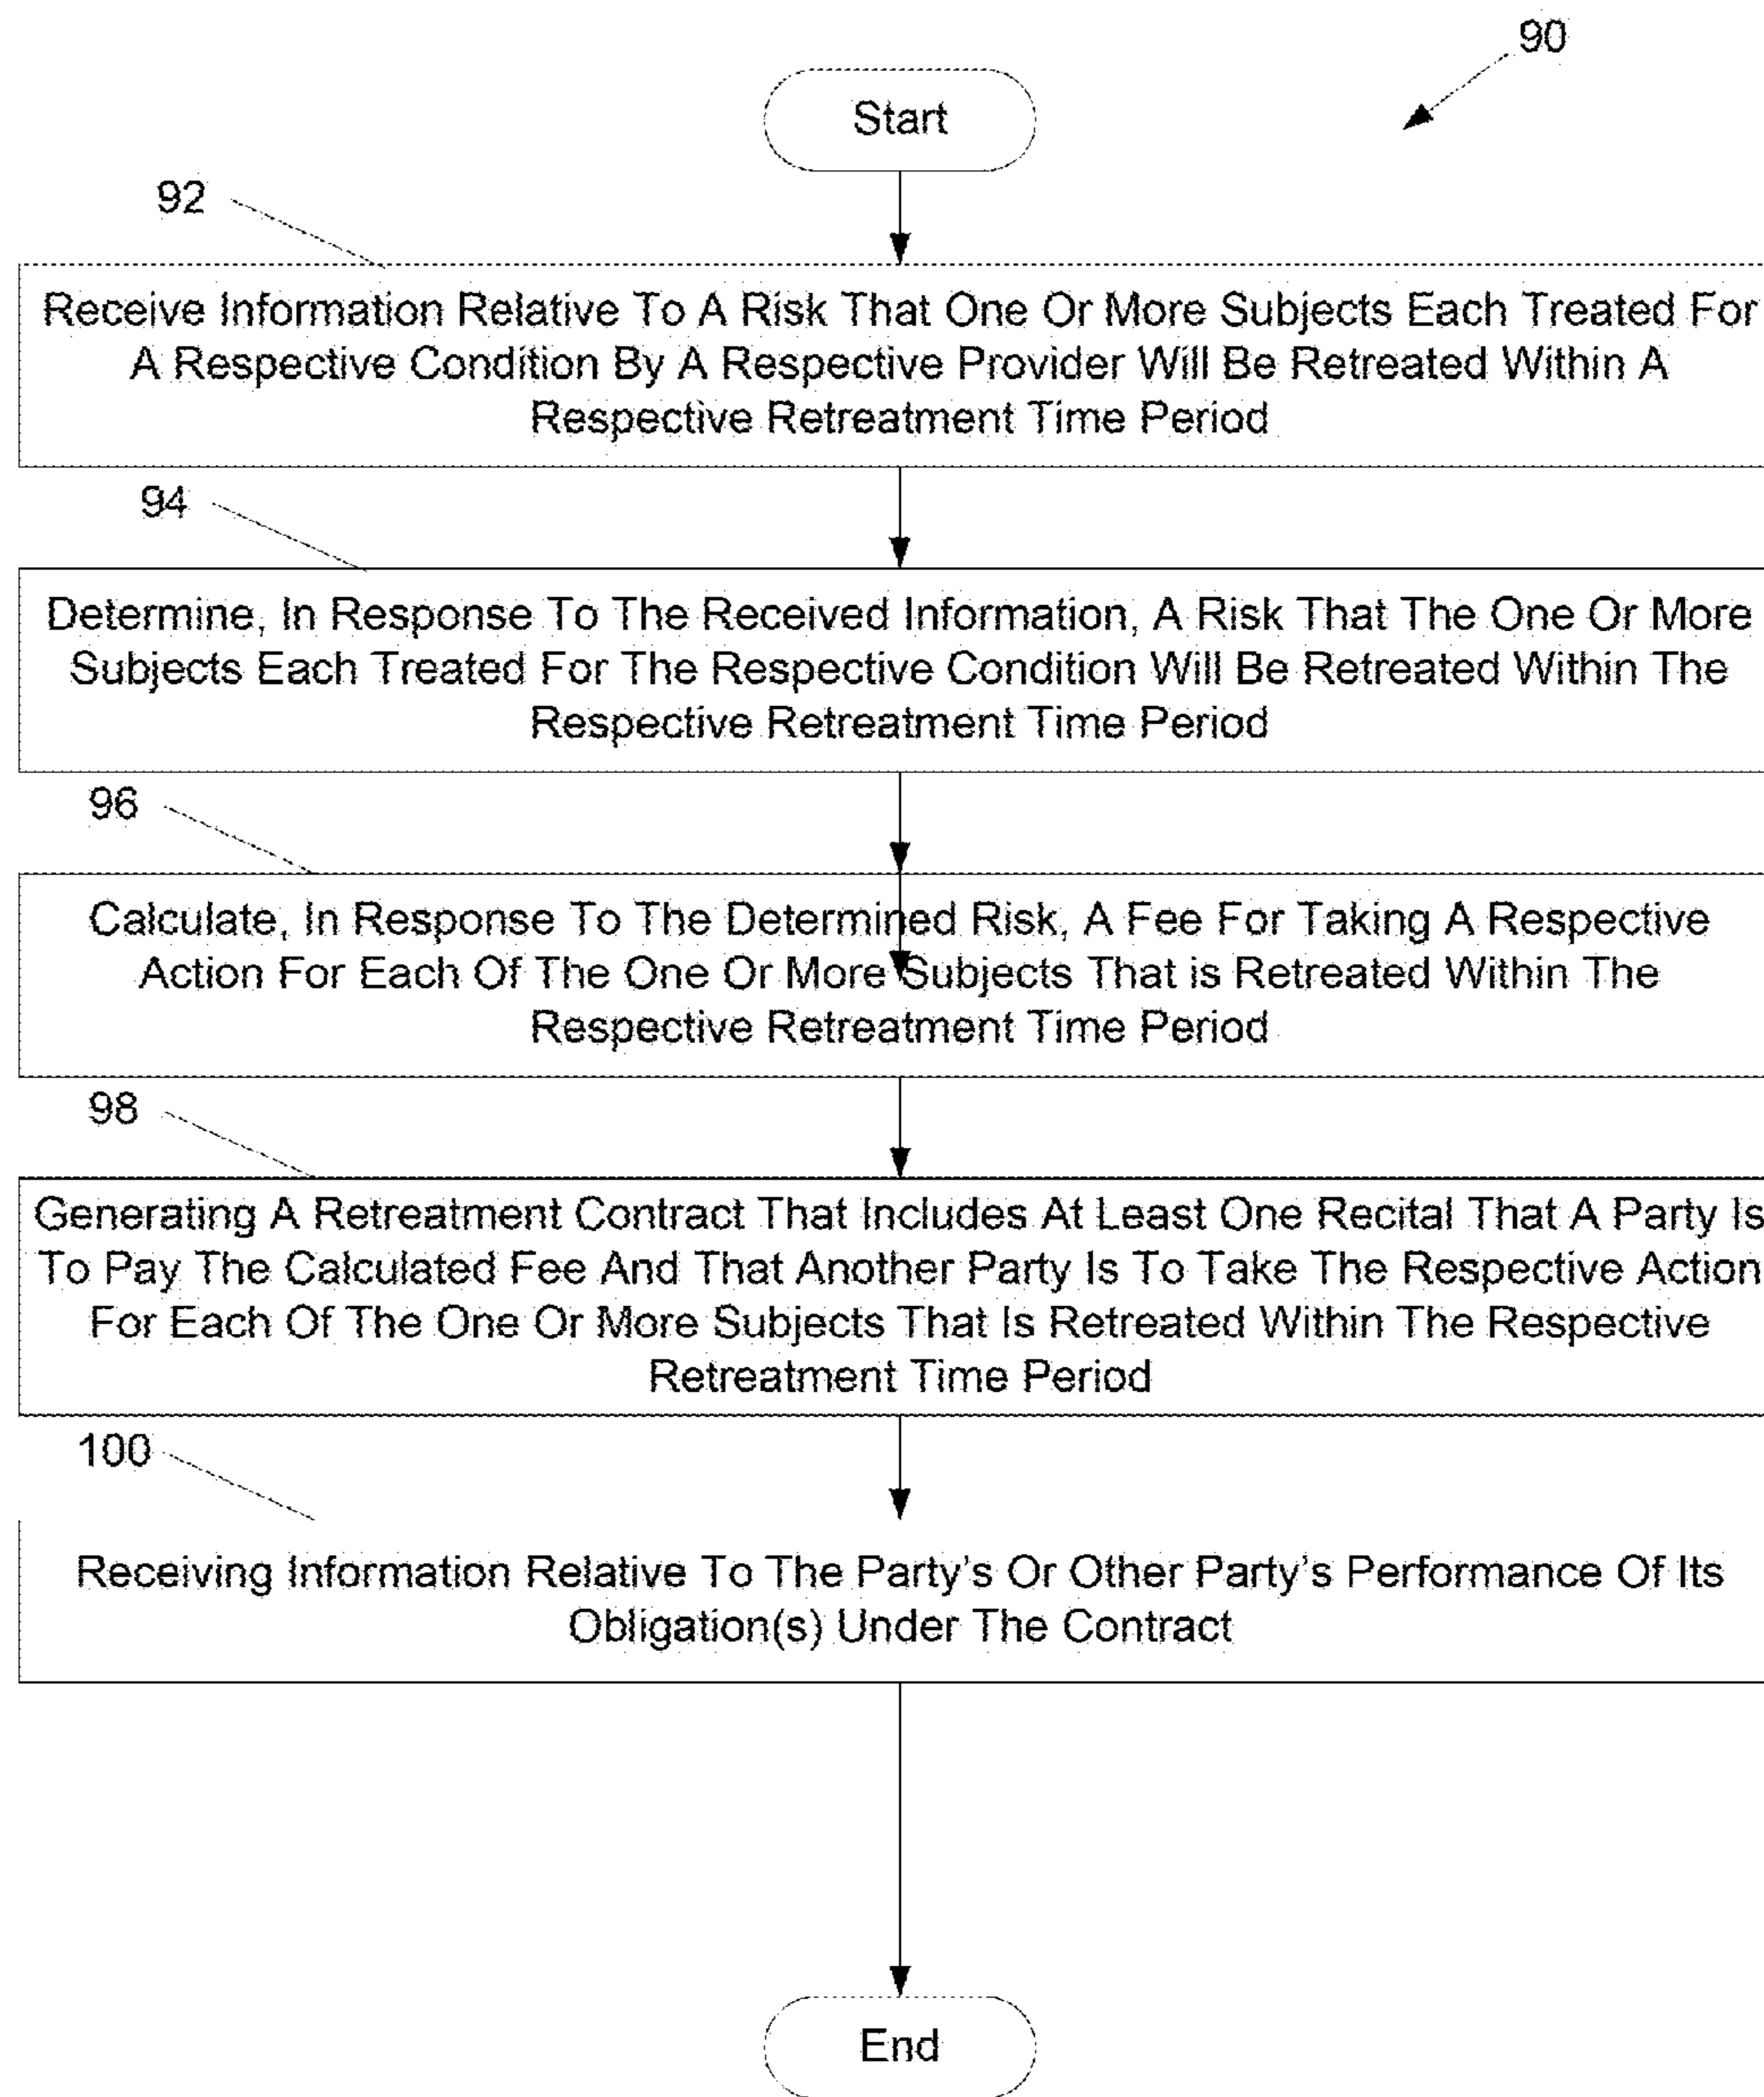 90
Start
92
Receive Information Relative To A Risk That One Or More Subjects Each Treated For
A Respective Condition By A Respective Provider Will Be Retreated Within A
Respective Retreatment Time Period
94
Determine, In Response To The Received Information, A Risk That The One Or More
Subjects Each Treated For The Respective Condition Will Be Retreated Within The
Respective Retreatment Time Period
96
Calculate, In Response To The Determined Risk, A Fee For Taking A Respective
Action For Each Of The One Or More Subjects That is Retreated Within The
Respective Retreatment Time Period
98
Generating A Retreatment Contract That Includes At Least One Recital That A Party Is
To Pay The Calculated Fee And That Another Party Is To Take The Respective Action
For Each Of The One Or More Subjects That Is Retreated Within The Respective
Retreatment Time Period
100
Receiving Information Relative To The Party's Or Other Party's Performance Of Its
Obligation(s) Under The Contract
End